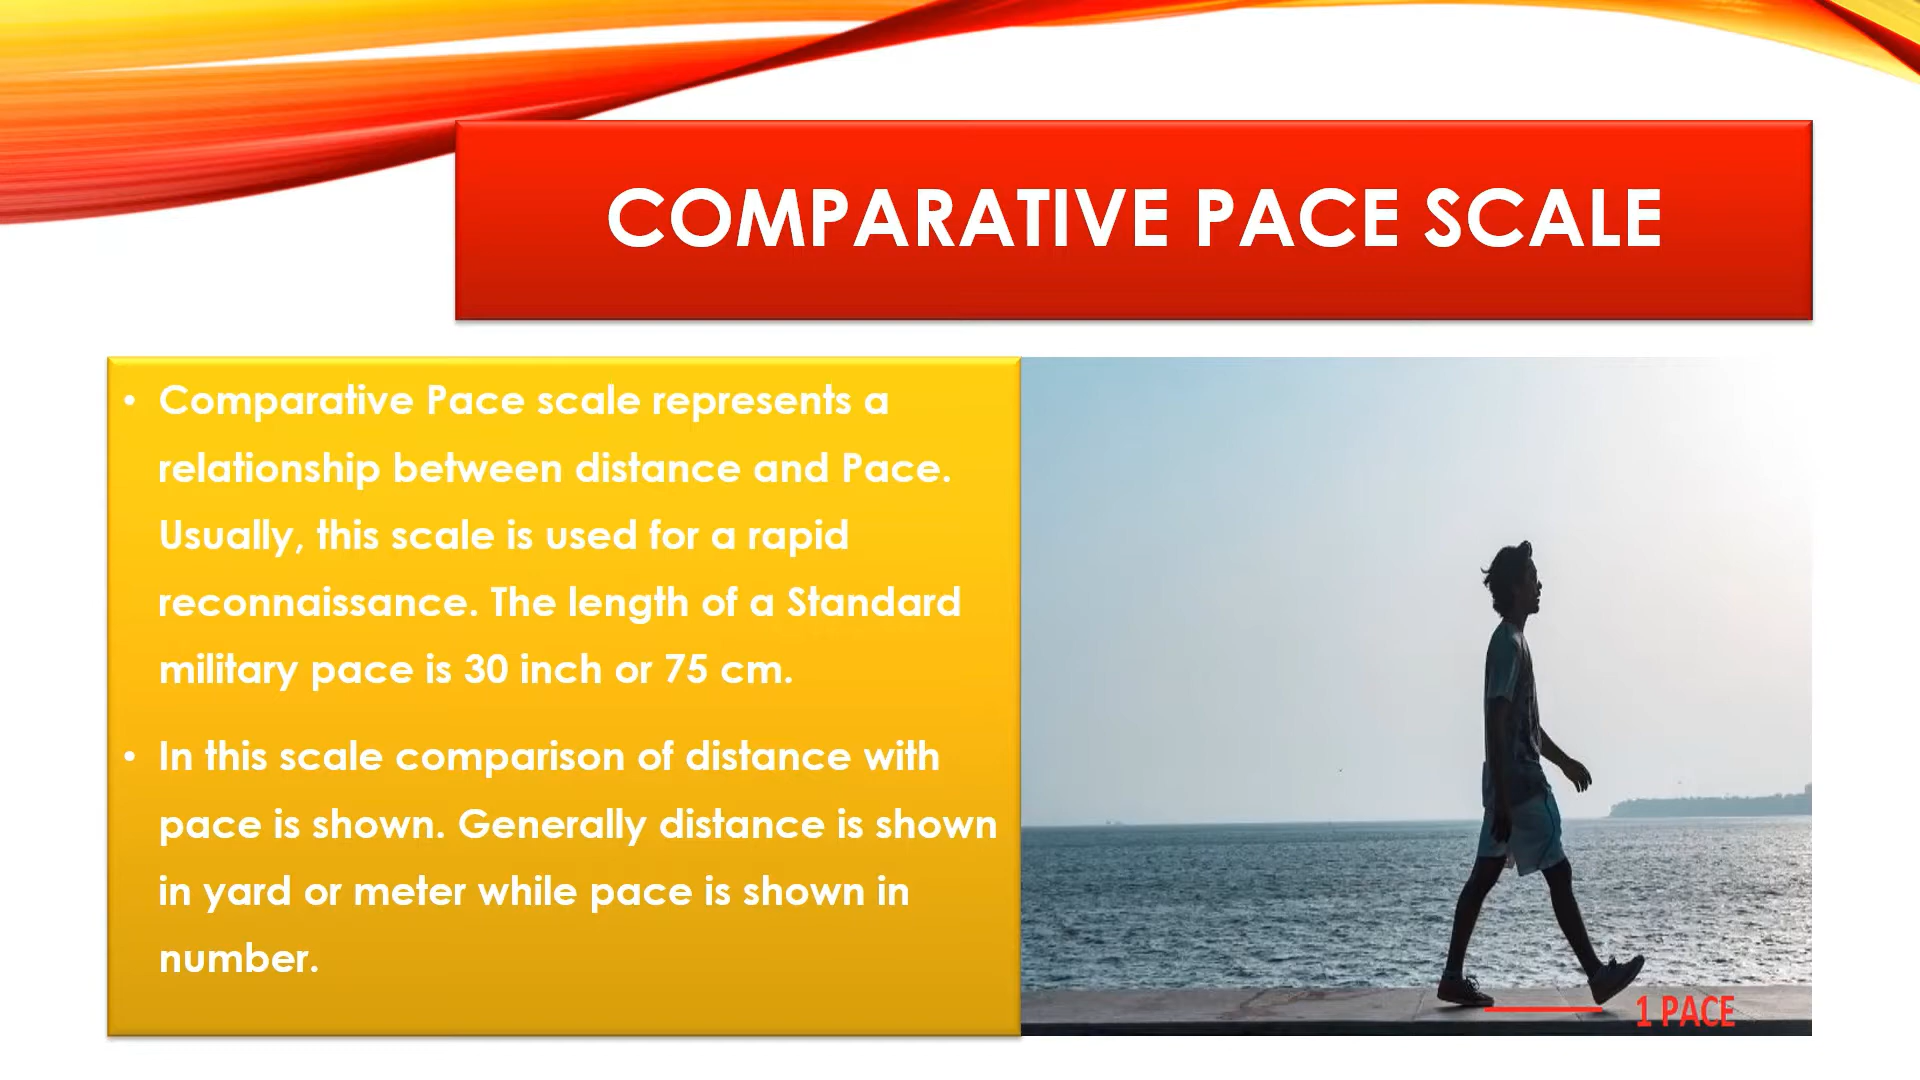 COMPARATIVE PACE SCALE
• Comparative Pace scale represents a
relationship between distance and Pace.
Usually, this scale is used for a rapid
reconnaissance. The length of a Standard
military pace is 30 inch or 75 cm.
• In this scale comparison of distance with
pace is shown. Generally distance is shown
in yard or meter while pace is shown in
number.
1 PACE